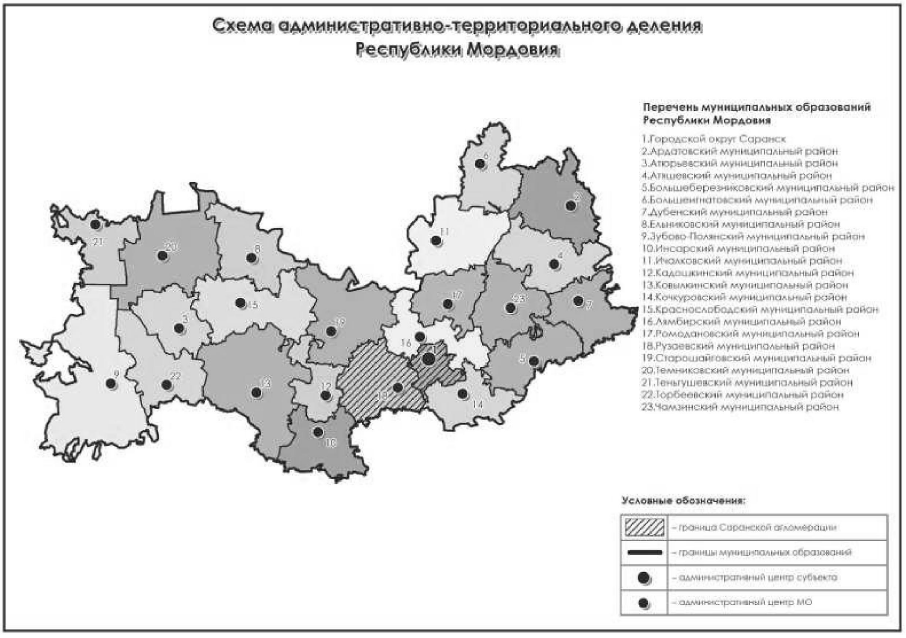 Схема административно-территориального деления
Республики Мордовия
Перечень муниципальных образований
Республики Мордовия
1.Городской округ Саранск
2.Ардатовский муниципальный район
3.Атюрьевский муниципальный район
4.Атяшевский муниципальный район
5.Большеберезниковский муниципальный район
6.Большеигнатовский муниципальный район
7.Дубенский муниципальный район
8.Ельниковский муниципальный район
9.Зубово-Полянский муниципальный район
10.Инсарский муниципальный район
11.Ичалковский муниципальный район
12.Кадошкинский муниципальный район
13.Ковылкинский муниципальный район
14.Кочкуровский муниципальный район
15.Краснослободский муниципальный район
16.Лямбирский муниципальный район
17.Ромодановский муниципальный район
18.Рузаевский муниципальный район
19.Старошайговский муниципальный район
20.Темниковский муниципальный район
21.Теньгушевский муниципальный район
22.Торбеевский муниципальный район
23.Чамзинский муниципальный район
6
2
21
11
20
8
4
15
17
23
7
3
19
16
5
9
22
13
12
18
14
10
Условные обозначения:
– граница Саранской агломерации
– границы муниципальных образований
– административный центр субъекта
– административный центр МО